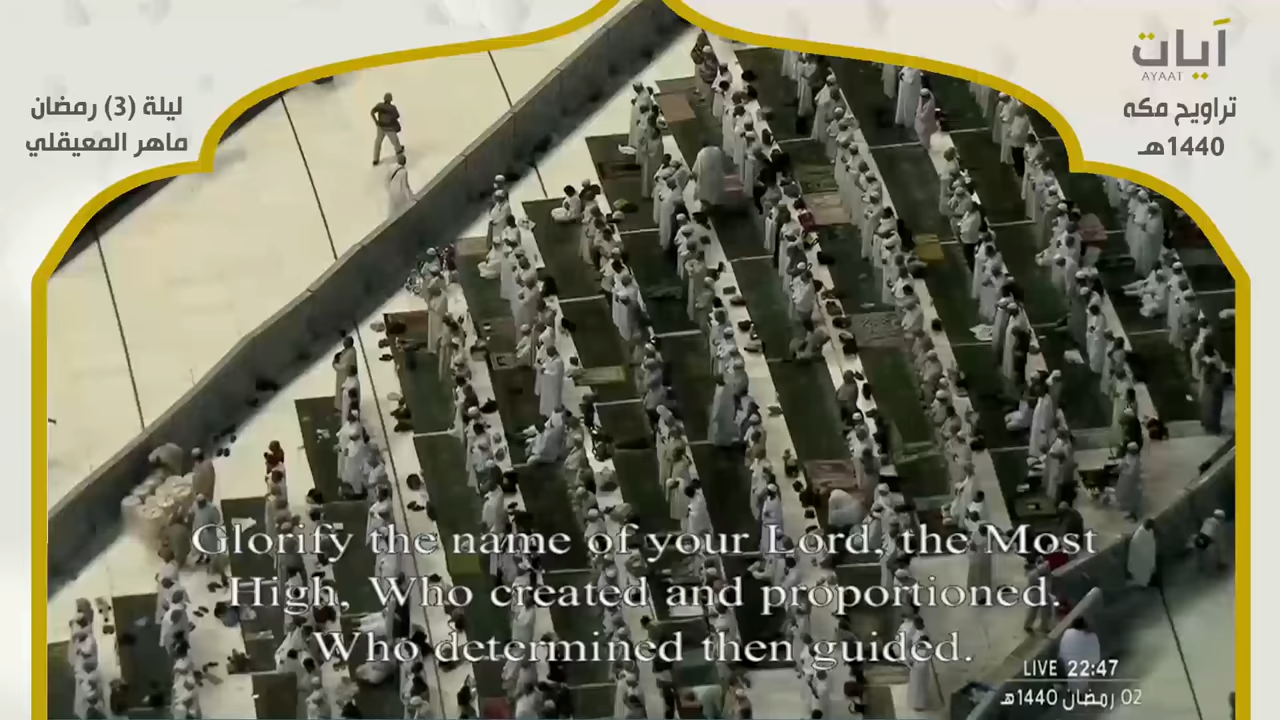 آيات
AYAAT
تراويح مكه
1440هـ
ليلة (3) رمضان
ماهر المعيقلي
Glorify the name of your Lord, the Most
High, Who created and proportioned.
Who determined then guided.
LIVE 22:47
02 رمضان 1440هـ